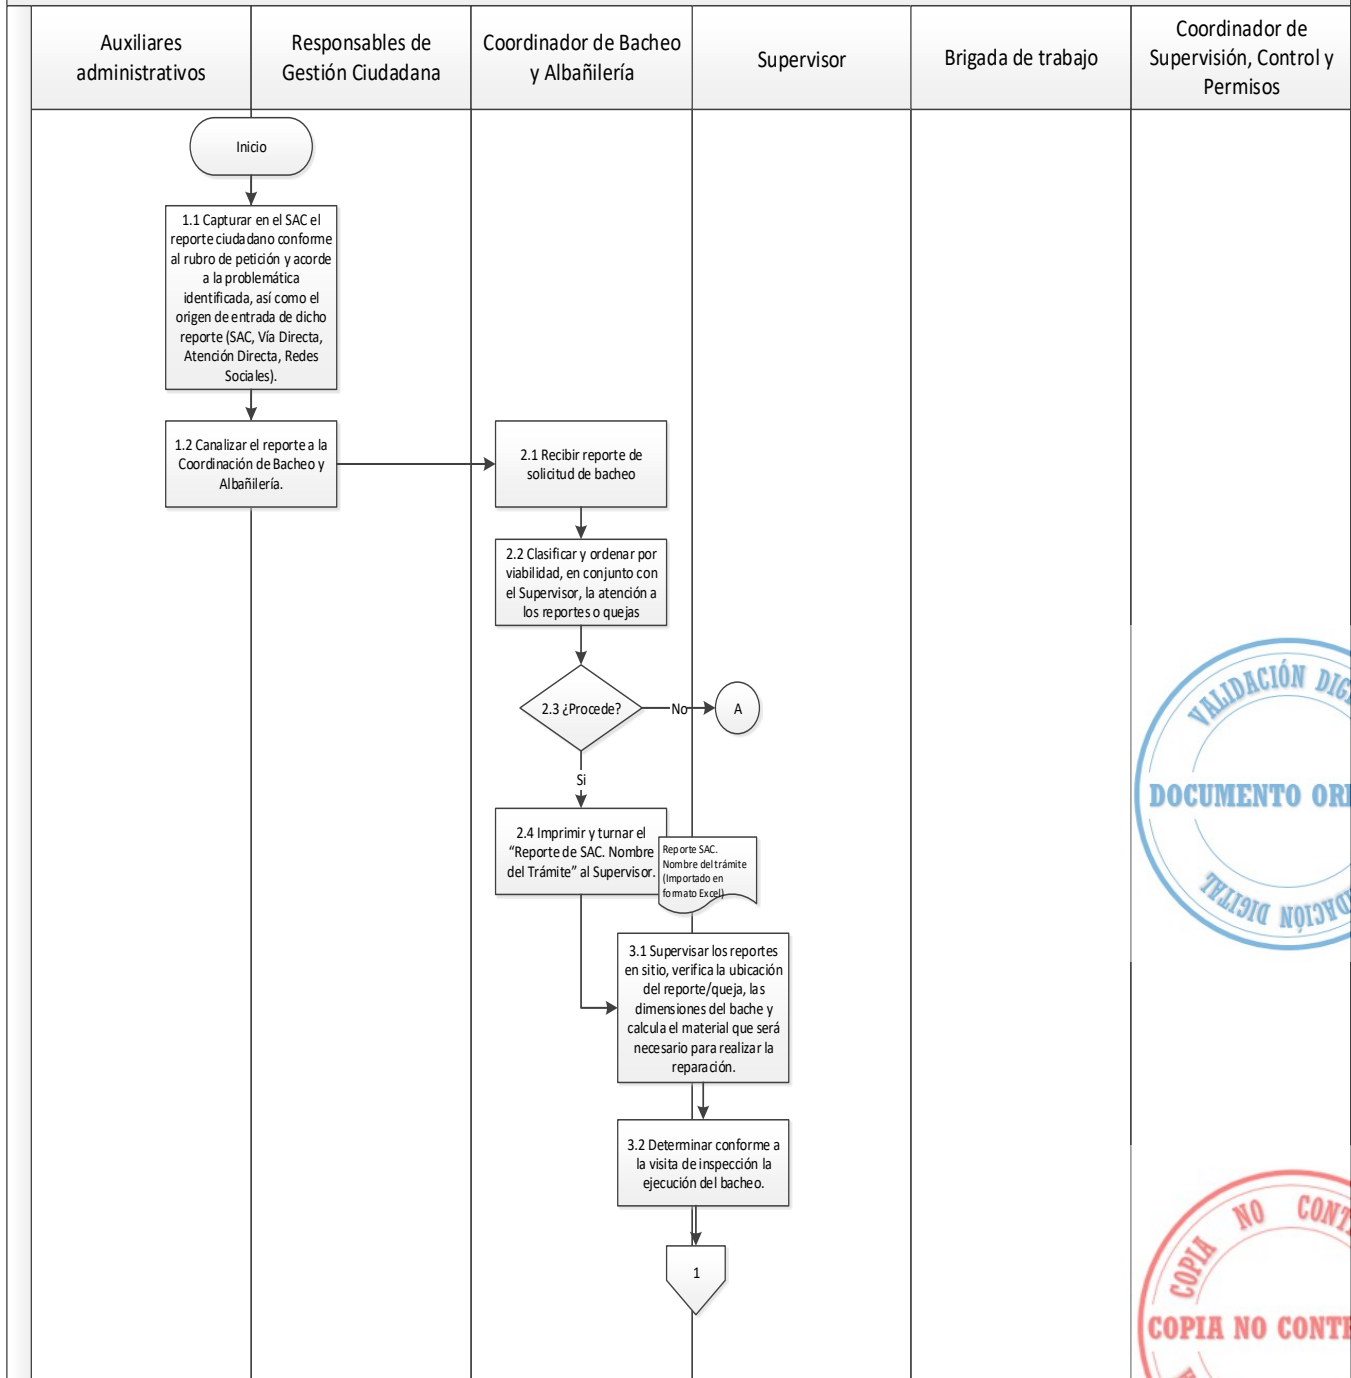 Auxiliares
administrativos
Responsables de
Gestión Ciudadana
Coordinador de Bacheo
y Albañilería
Supervisor
Brigada de trabajo
Coordinador de
Supervisión, Control y
Permisos
Inicio
1.1 Capturar en el SAC el
reporte ciudadano conforme
al rubro de petición y acorde
a la problemática
identificada, así como el
origen de entrada de dicho
reporte (SAC, Vía Directa,
Atención Directa, Redes
Sociales).
1.2 Canalizar el reporte a la
Coordinación de Bacheo y
Albañilería.
2.1 Recibir reporte de
solicitud de bacheo
2.2 Clasificar y ordenar por
viabilidad, en conjunto con
el Supervisor, la atención a
los reportes o quejas
2.3 ¿Procede?
No
A
Si
2.4 Imprimir y turnar el
“Reporte de SAC. Nombre
del Trámite” al Supervisor.
Reporte SAC.
Nombre del trámite
(Importado en
formato Excel)
3.1 Supervisar los reportes
en sitio, verifica la ubicación
del reporte/queja, las
dimensiones del bache y
calcula el material que será
necesario para realizar la
reparación.
3.2 Determinar conforme a
la visita de inspección la
ejecución del bacheo.
1
VALIDACIÓN DIG
DOCUMENTO ORI
DACIÓN DIGITAL
COPIA NO CONT
COPIA NO CONTR